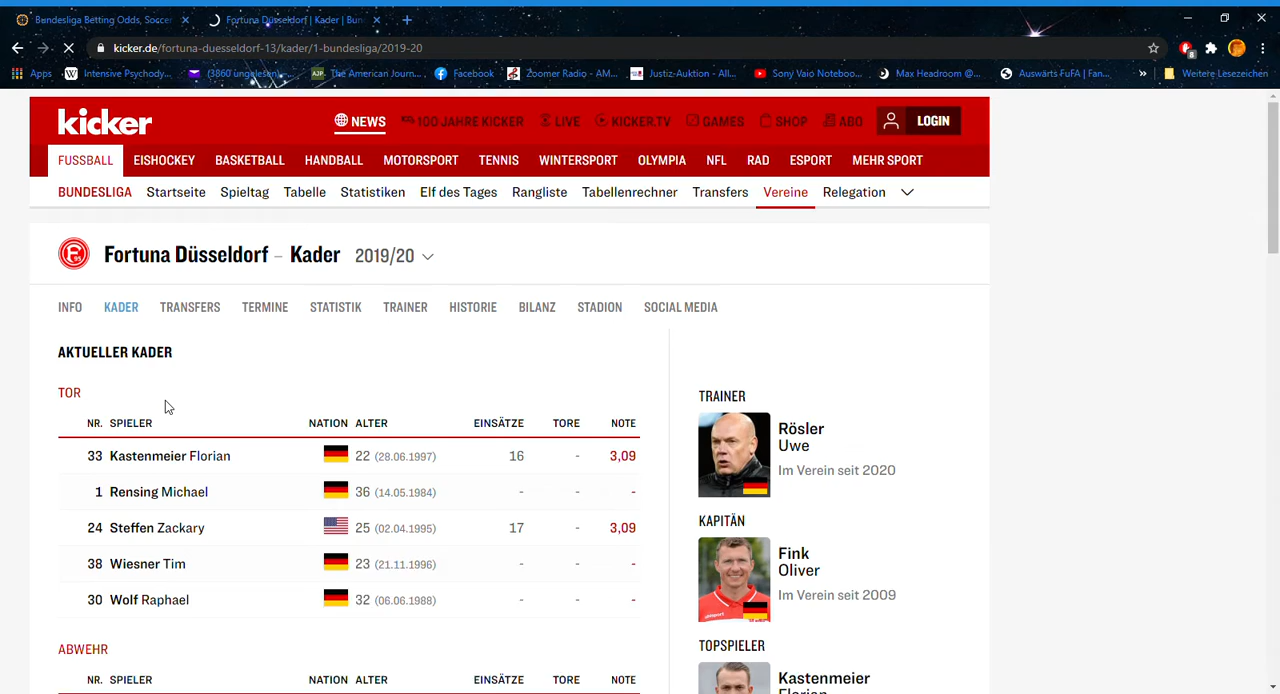 Bundesliga Betting Odds, Soccer
Fortuna Düsseldorf | Kader | Bun
kicker.de/fortuna-duesseldorf-13/kader/1-bundesliga/2019-20
Apps
Intensive Psychody...
(3860 ungelesen)
The American Journ...
Facebook
Zoomer Radio - AM...
Justiz-Auktion - All...
Sony Vaio Noteboo...
Max Headroom @...
Auswärts FuFA | Fan...
»
Weitere Lesezeichen
kicker
NEWS
100 JAHRE KICKER
LIVE
KICKER.TV
GAMES
SHOP
ABO
LOGIN
FUSSBALL
EISHOCKEY
BASKETBALL
HANDBALL
MOTORSPORT
TENNIS
WINTERSPORT
OLYMPIA
NFL
RAD
ESPORT
MEHR SPORT
BUNDESLIGA
Startseite
Spieltag
Tabelle
Statistiken
Elf des Tages
Rangliste
Tabellenrechner
Transfers
Vereine
Relegation
Fortuna Düsseldorf – Kader 2019/20
INFO
KADER
TRANSFERS
TERMINE
STATISTIK
TRAINER
HISTORIE
BILANZ
STADION
SOCIAL MEDIA
AKTUELLER KADER
TOR
NR. SPIELER NATION ALTER EINSÄTZE TORE NOTE
33 Kastenmeier Florian 22 (28.06.1997) 16 - 3,09
1 Rensing Michael 36 (14.05.1984) - - -
24 Steffen Zackary 25 (02.04.1995) 17 - 3,09
38 Wiesner Tim 23 (21.11.1996) - - -
30 Wolf Raphael 32 (06.06.1988) - - -
ABWEHR
NR. SPIELER NATION ALTER EINSÄTZE TORE NOTE
TRAINER
Rösler
Uwe
Im Verein seit 2020
KAPITÄN
Fink
Oliver
Im Verein seit 2009
TOPSPIELER
Kastenmeier
Florian